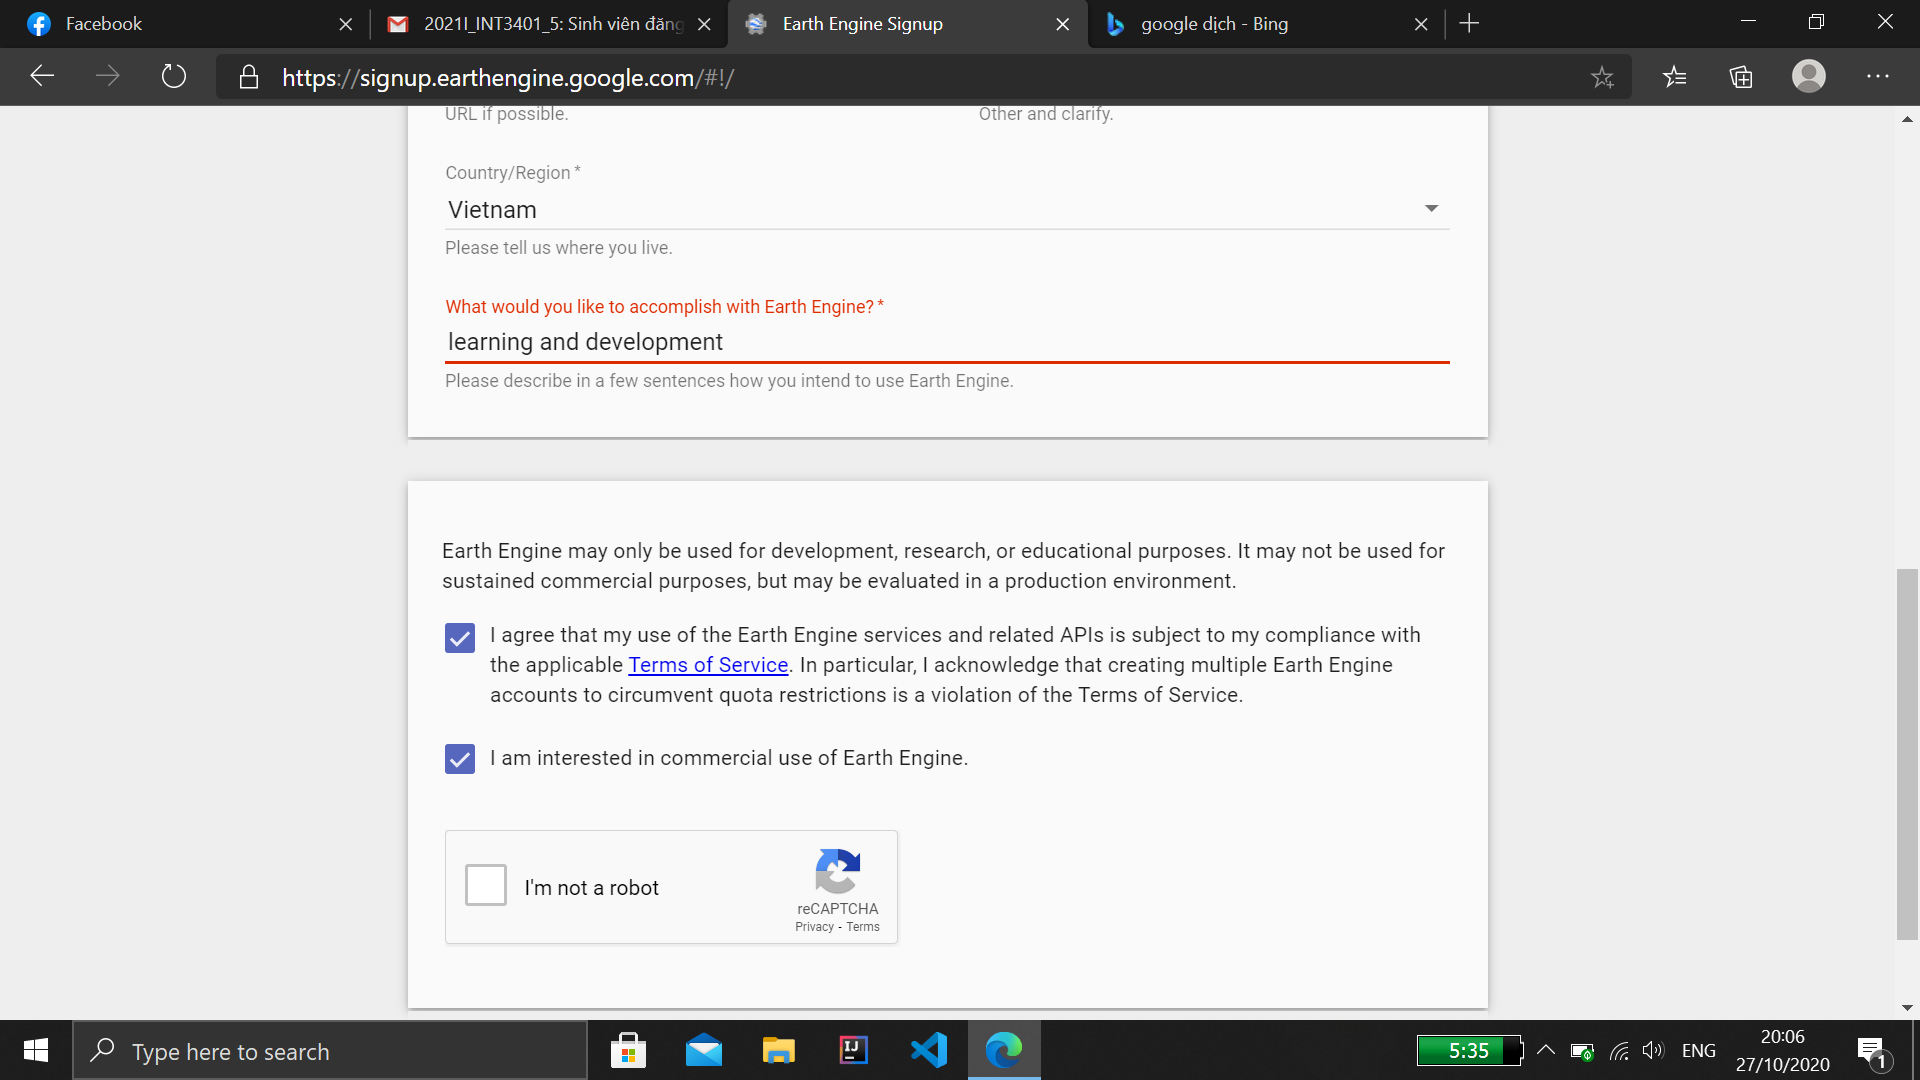 Facebook
2021I_INT3401_5: Sinh viên đăng
Earth Engine Signup
google dịch - Bing
https://signup.earthengine.google.com/#!/
URL if possible.
Other and clarify.
Country/Region *
Vietnam
Please tell us where you live.
What would you like to accomplish with Earth Engine? *
learning and development
Please describe in a few sentences how you intend to use Earth Engine.
Earth Engine may only be used for development, research, or educational purposes. It may not be used for
sustained commercial purposes, but may be evaluated in a production environment.
I agree that my use of the Earth Engine services and related APIs is subject to my compliance with
the applicable Terms of Service. In particular, I acknowledge that creating multiple Earth Engine
accounts to circumvent quota restrictions is a violation of the Terms of Service.
I am interested in commercial use of Earth Engine.
I'm not a robot
reCAPTCHA
Privacy - Terms
Type here to search
IJ
5:35
ENG
20:06
27/10/2020
1